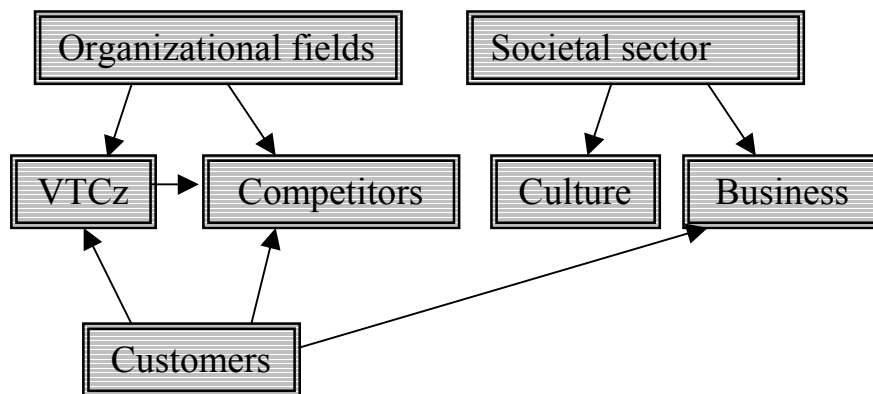 Organizational fields
Societal sector
VTCz
Competitors
Culture
Business
Customers